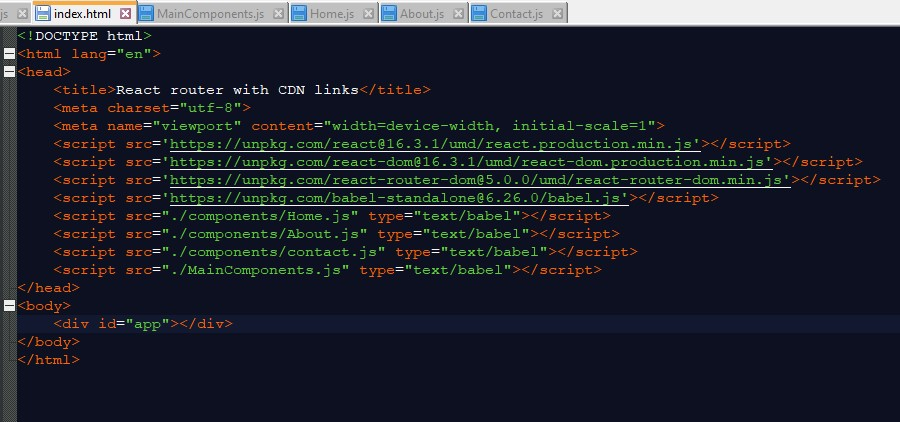 js index.html MainComponents.js Home.js About.js Contact.js
<!DOCTYPE html>
<html lang="en">
<head>
    <title>React router with CDN links</title>
    <meta charset="utf-8">
    <meta name="viewport" content="width=device-width, initial-scale=1">
    <script src='https://unpkg.com/react@16.3.1/umd/react.production.min.js'></script>
    <script src='https://unpkg.com/react-dom@16.3.1/umd/react-dom.production.min.js'></script>
    <script src='https://unpkg.com/react-router-dom@5.0.0/umd/react-router-dom.min.js'></script>
    <script src='https://unpkg.com/babel-standalone@6.26.0/babel.js'></script>
    <script src="./components/Home.js" type="text/babel"></script>
    <script src="./components/About.js" type="text/babel"></script>
    <script src="./components/contact.js" type="text/babel"></script>
    <script src="./MainComponents.js" type="text/babel"></script>
</head>
<body>
    <div id="app"></div>
</body>
</html>